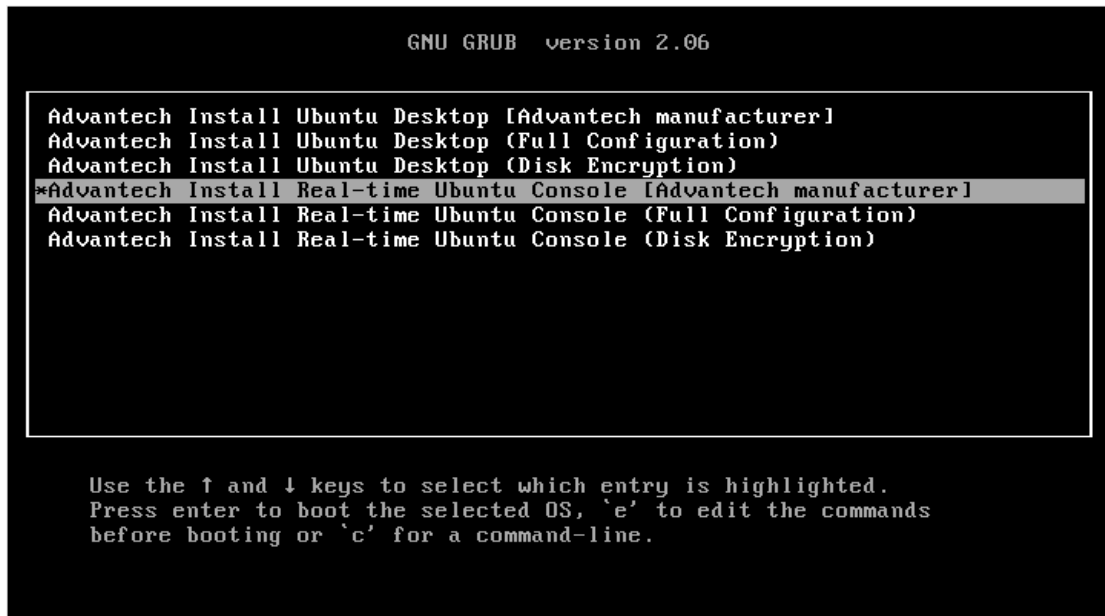 GNU GRUB  version 2.06
Advantech Install Ubuntu Desktop [Advantech manufacturer]
Advantech Install Ubuntu Desktop (Full Configuration)
Advantech Install Ubuntu Desktop (Disk Encryption)
*Advantech Install Real-time Ubuntu Console [Advantech manufacturer]
Advantech Install Real-time Ubuntu Console (Full Configuration)
Advantech Install Real-time Ubuntu Console (Disk Encryption)
Use the ↑ and ↓ keys to select which entry is highlighted.
Press enter to boot the selected OS, `e' to edit the commands
before booting or `c' for a command-line.